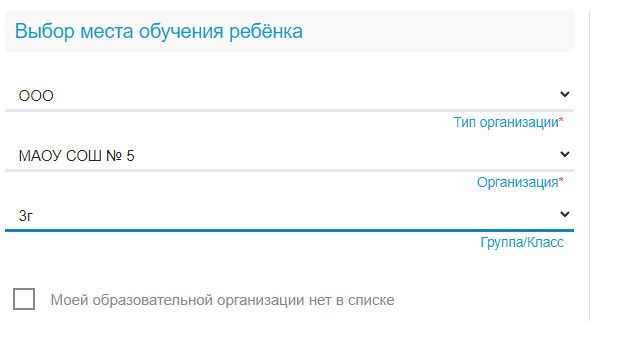 Выбор места обучения ребёнка
ООО
Тип организации*
МАОУ СОШ № 5
Организация*
3г
Группа/Класс
Моей образовательной организации нет в списке